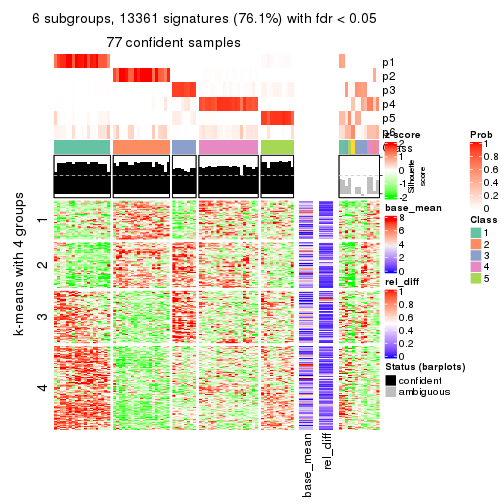 6 subgroups, 13361 signatures (76.1%) with fdr < 0.05
77 confident samples
p1
p2
p3
p4
p5
p6
Class
z-score
2
1
0
-1
-2
Silhouette
score
1
0.5
0
base_mean
8
6
4
2
0
rel_diff
1
0.8
0.6
0.4
0.2
0
Status (barplots)
confident
ambiguous
Prob
1
0.8
0.6
0.4
0.2
0
Class
1
2
3
4
5
k-means with 4 groups
1
2
3
4
base_mean
rel_diff